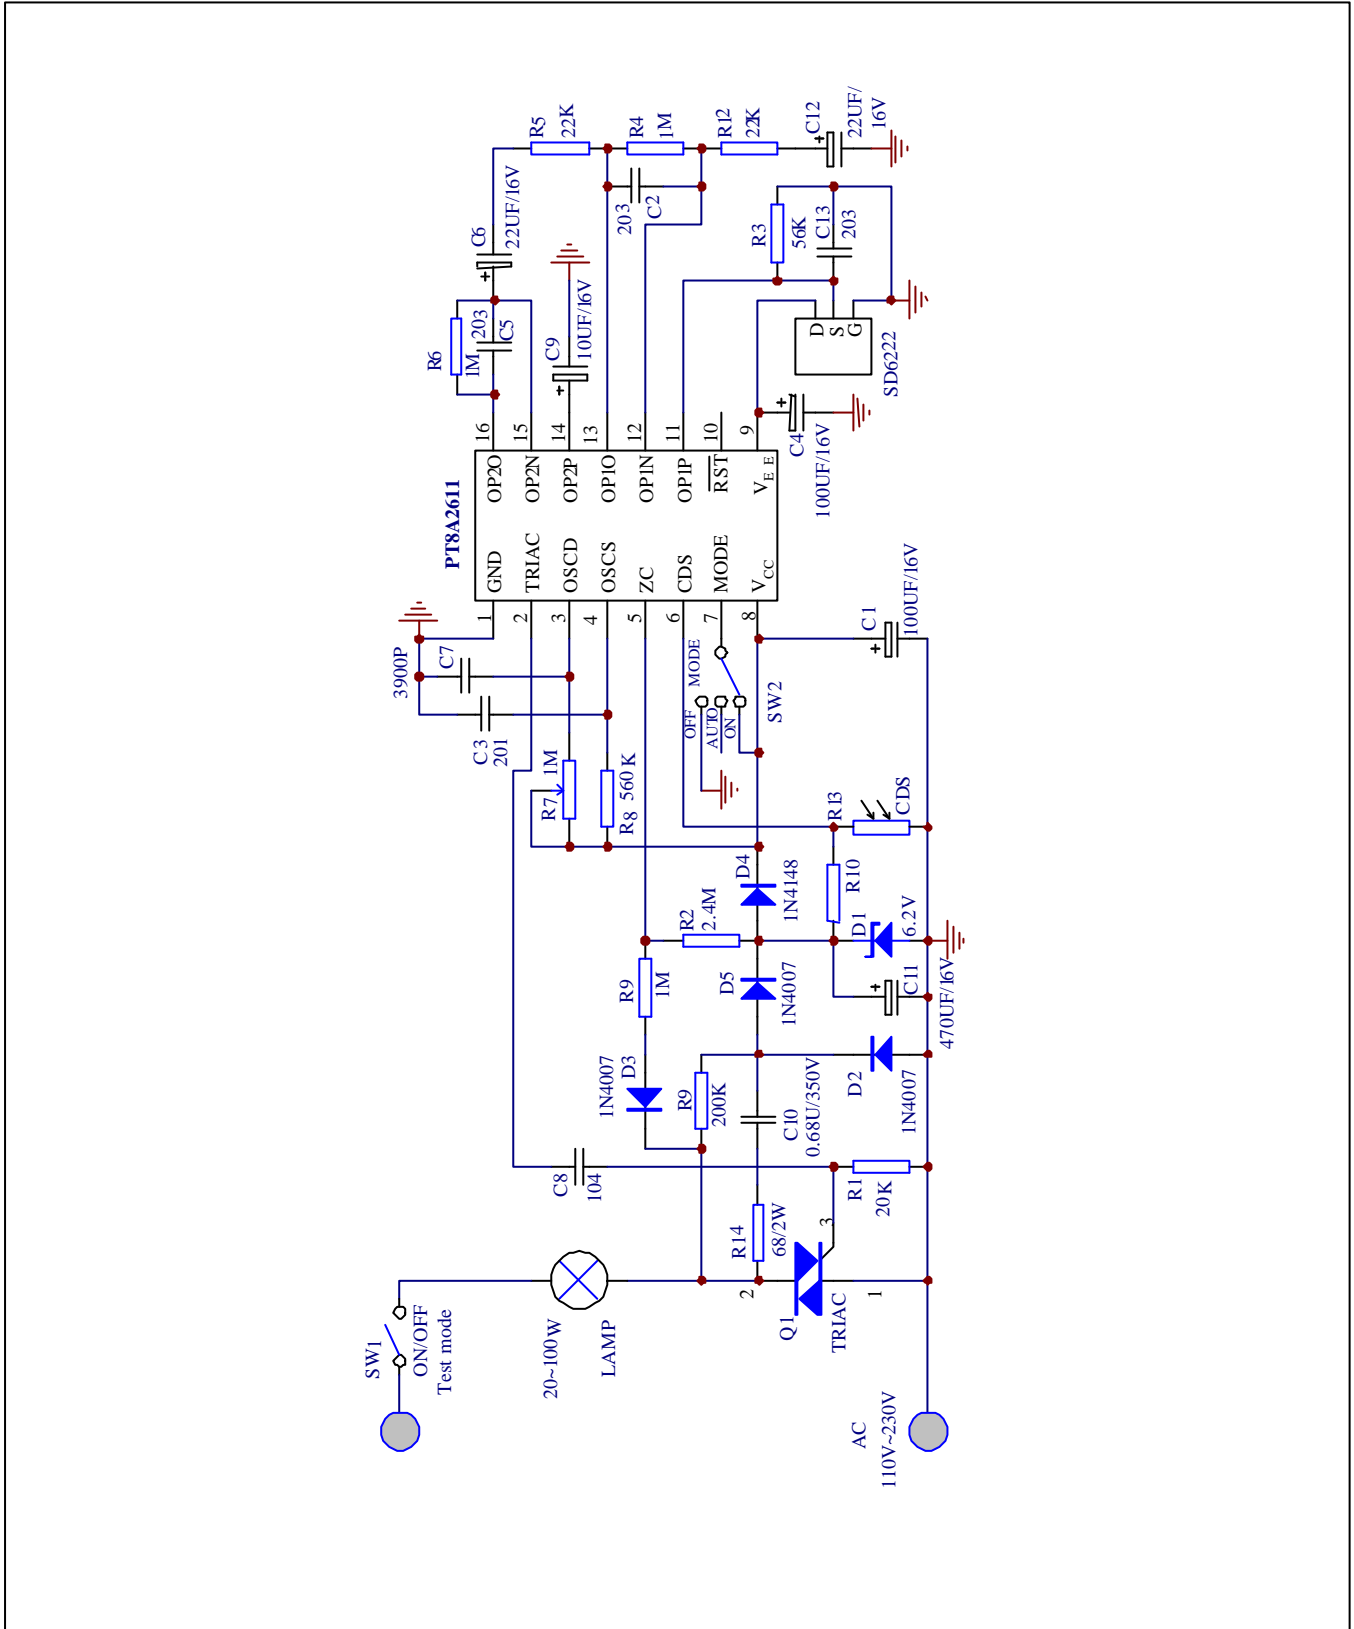 R5
22K
R4
1M
R12
22K
C12
22UF/
16V
C6
22UF/16V
203
C2
R3
56K
C13
203
R6
1M
203
C5
C9
10UF/16V
D
S
G
SD6222
C4
100UF/16V
PT8A2611
16
15
14
13
12
11
10
9
OP2O
OP2N
OP2P
OP1O
OP1N
OP1P
RST
VEE
GND
TRIAC
OSCD
OSCS
ZC
CDS
MODE
VCC
1
2
3
4
5
6
7
8
3900P
C7
C3
201
R7
1M
R8
560K
MODE
OFF
AUTO
ON
SW2
C1
100UF/16V
R13
CDS
D4
1N4148
R10
R2
2.4M
D1
6.2V
R9
1M
D5
1N4007
C11
470UF/16V
1N4007
D3
R9
200K
C10
0.68U/350V
D2
1N4007
C8
104
R14
68/2W
R1
20K
3
2
1
Q1
TRIAC
SW1
ON/OFF
Test mode
20~100W
LAMP
AC
110V~230V